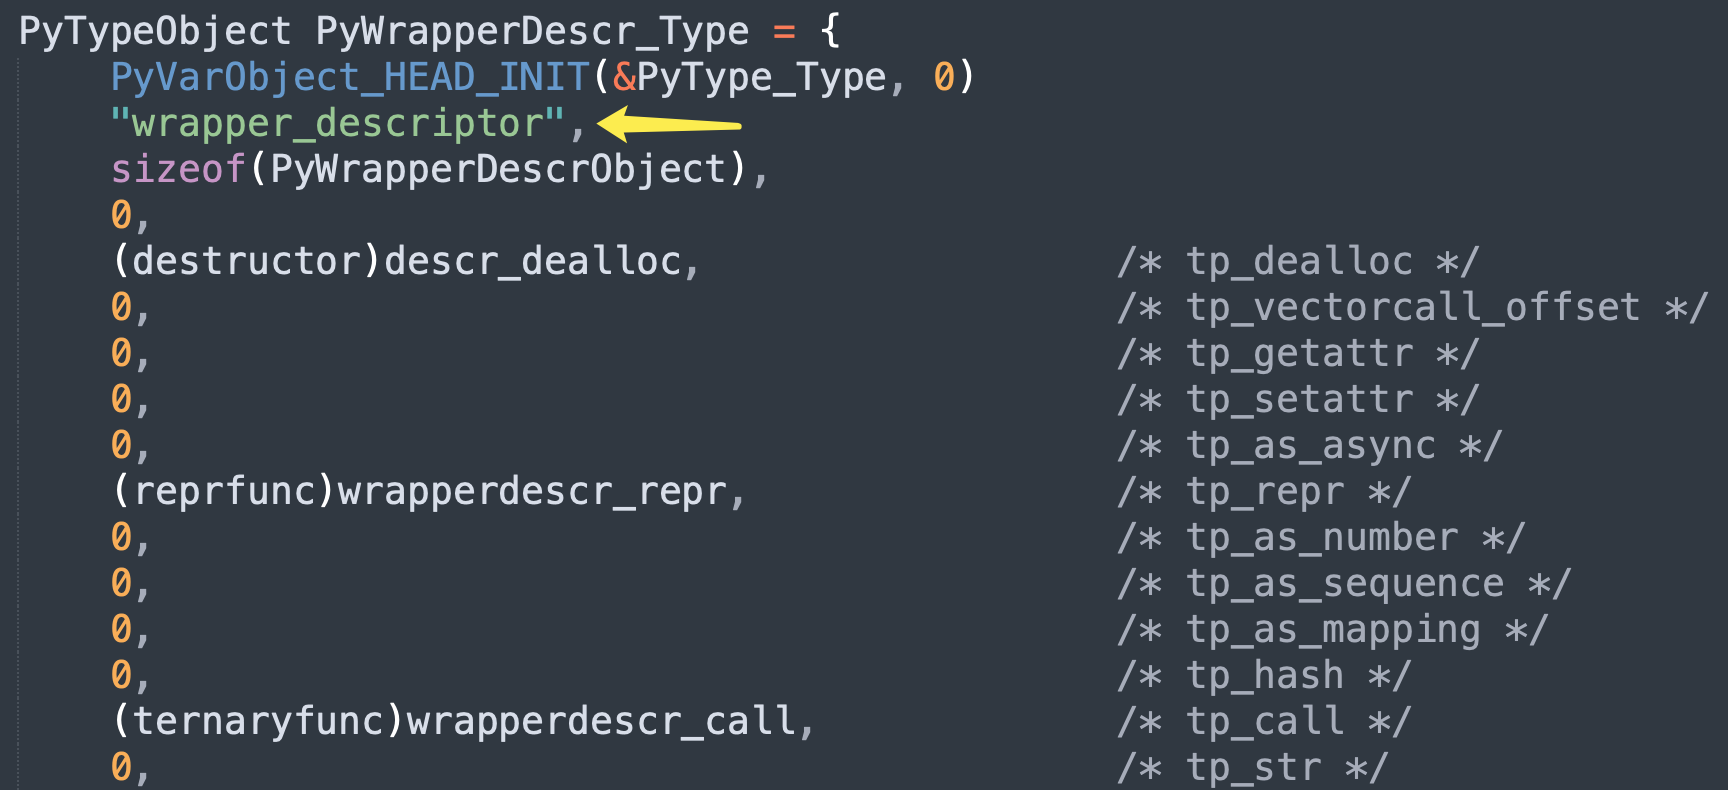 PyTypeObject PyWrapperDescr_Type = {
    PyVarObject_HEAD_INIT(&PyType_Type, 0)
    "wrapper_descriptor",
    sizeof(PyWrapperDescrObject),
    0,
    (destructor)descr_dealloc,                  /* tp_dealloc */
    0,                                          /* tp_vectorcall_offset */
    0,                                          /* tp_getattr */
    0,                                          /* tp_setattr */
    0,                                          /* tp_as_async */
    (reprfunc)wrapperdescr_repr,                /* tp_repr */
    0,                                          /* tp_as_number */
    0,                                          /* tp_as_sequence */
    0,                                          /* tp_as_mapping */
    0,                                          /* tp_hash */
    (ternaryfunc)wrapperdescr_call,             /* tp_call */
    0,                                          /* tp_str */